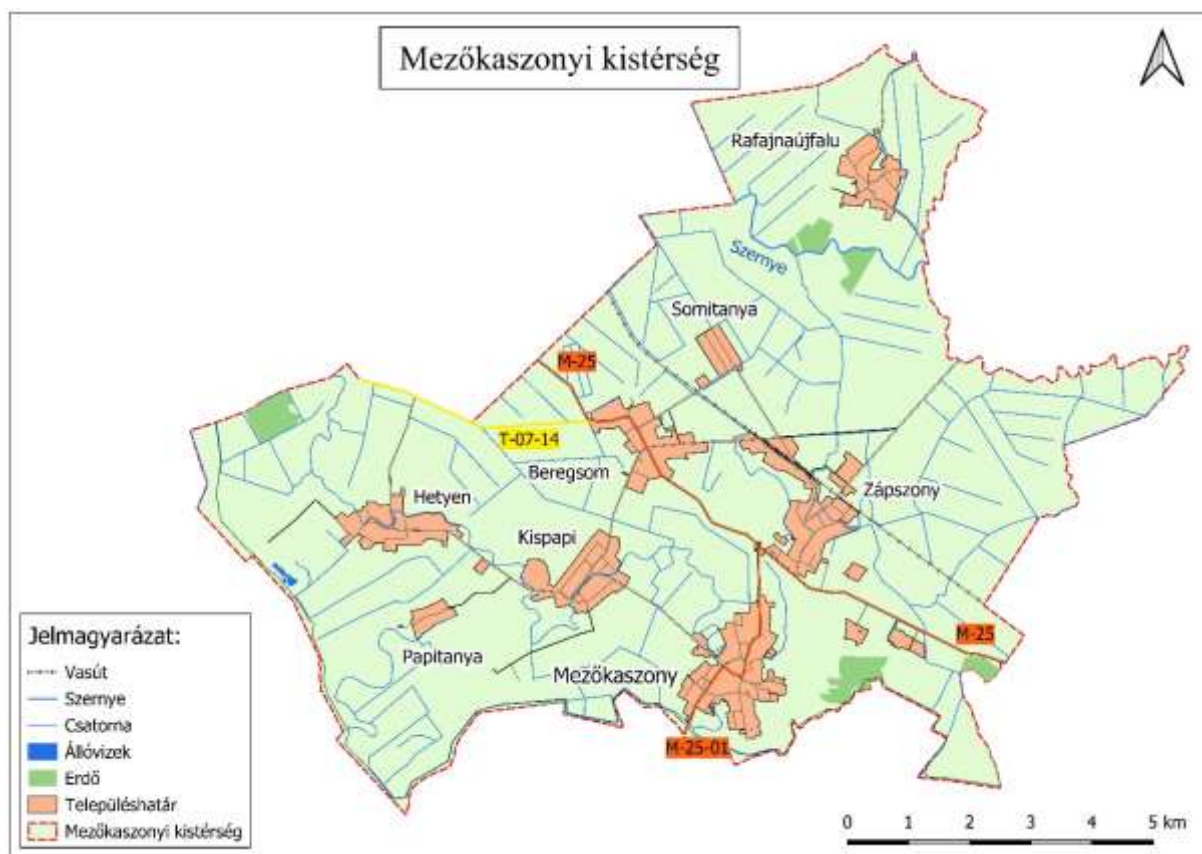 Mezőkaszonyi kistérség
Rafajnaújfalu
Szernye
Somitanya
M-25
T-07-14
Beregsom
Hetyen
Zápszony
Kispapi
Papitanya
Mezőkaszony
M-25
M-25-01
Jelmagyarázat:
Vasút
Szernye
Csatorna
Állóvizek
Erdő
Településhatár
Mezőkaszonyi kistérség
0 1 2 3 4 5 km